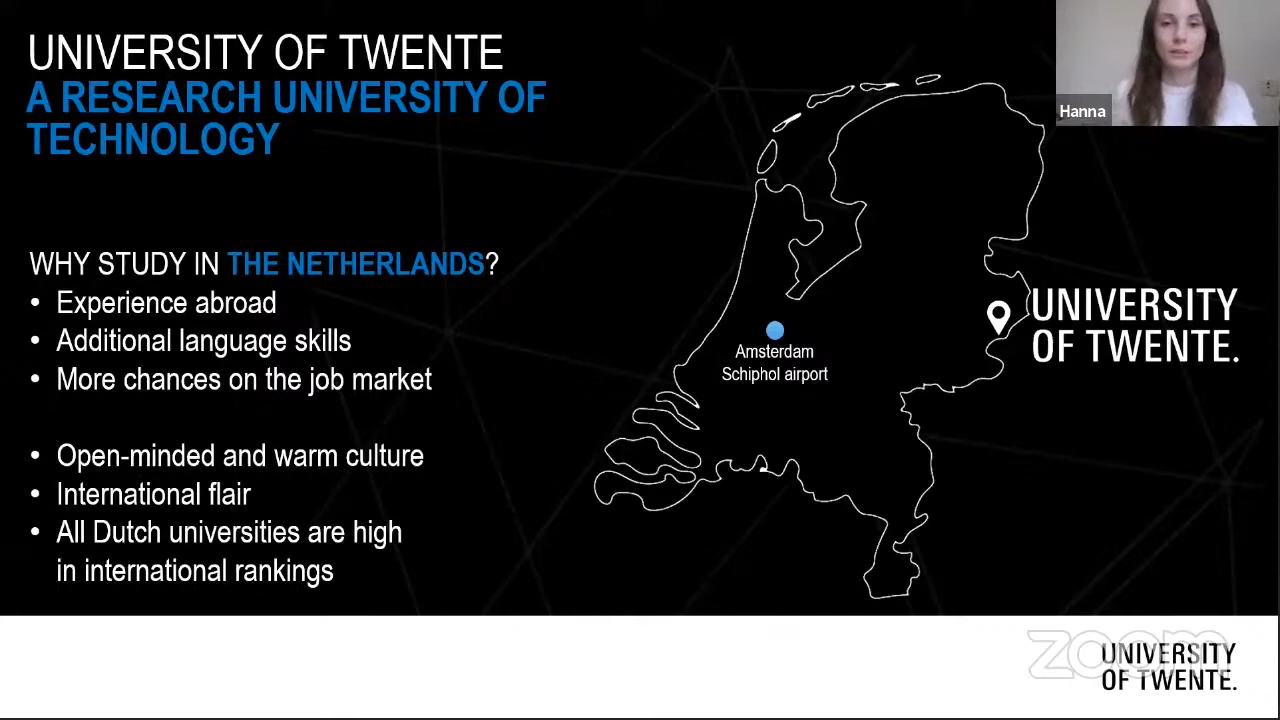 UNIVERSITY OF TWENTE
A RESEARCH UNIVERSITY OF
TECHNOLOGY
Hanna
WHY STUDY IN THE NETHERLANDS?
• Experience abroad
• Additional language skills
• More chances on the job market
• Open-minded and warm culture
• International flair
• All Dutch universities are high
in international rankings
Amsterdam
Schiphol airport
UNIVERSITY
OF TWENTE.
zoom
UNIVERSITY
OF TWENTE.